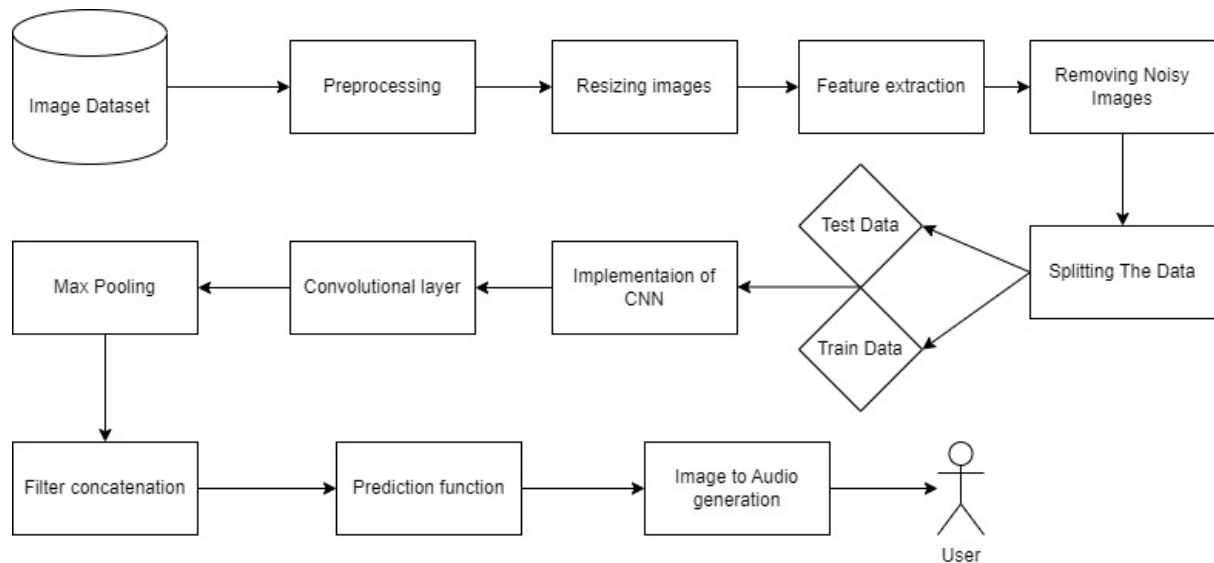 Image Dataset
Preprocessing
Resizing images
Feature extraction
Removing Noisy
Images
Test Data
Splitting The Data
Max Pooling
Convolutional layer
Implementaion of
CNN
Train Data
Filter concatenation
Prediction function
Image to Audio
generation
User